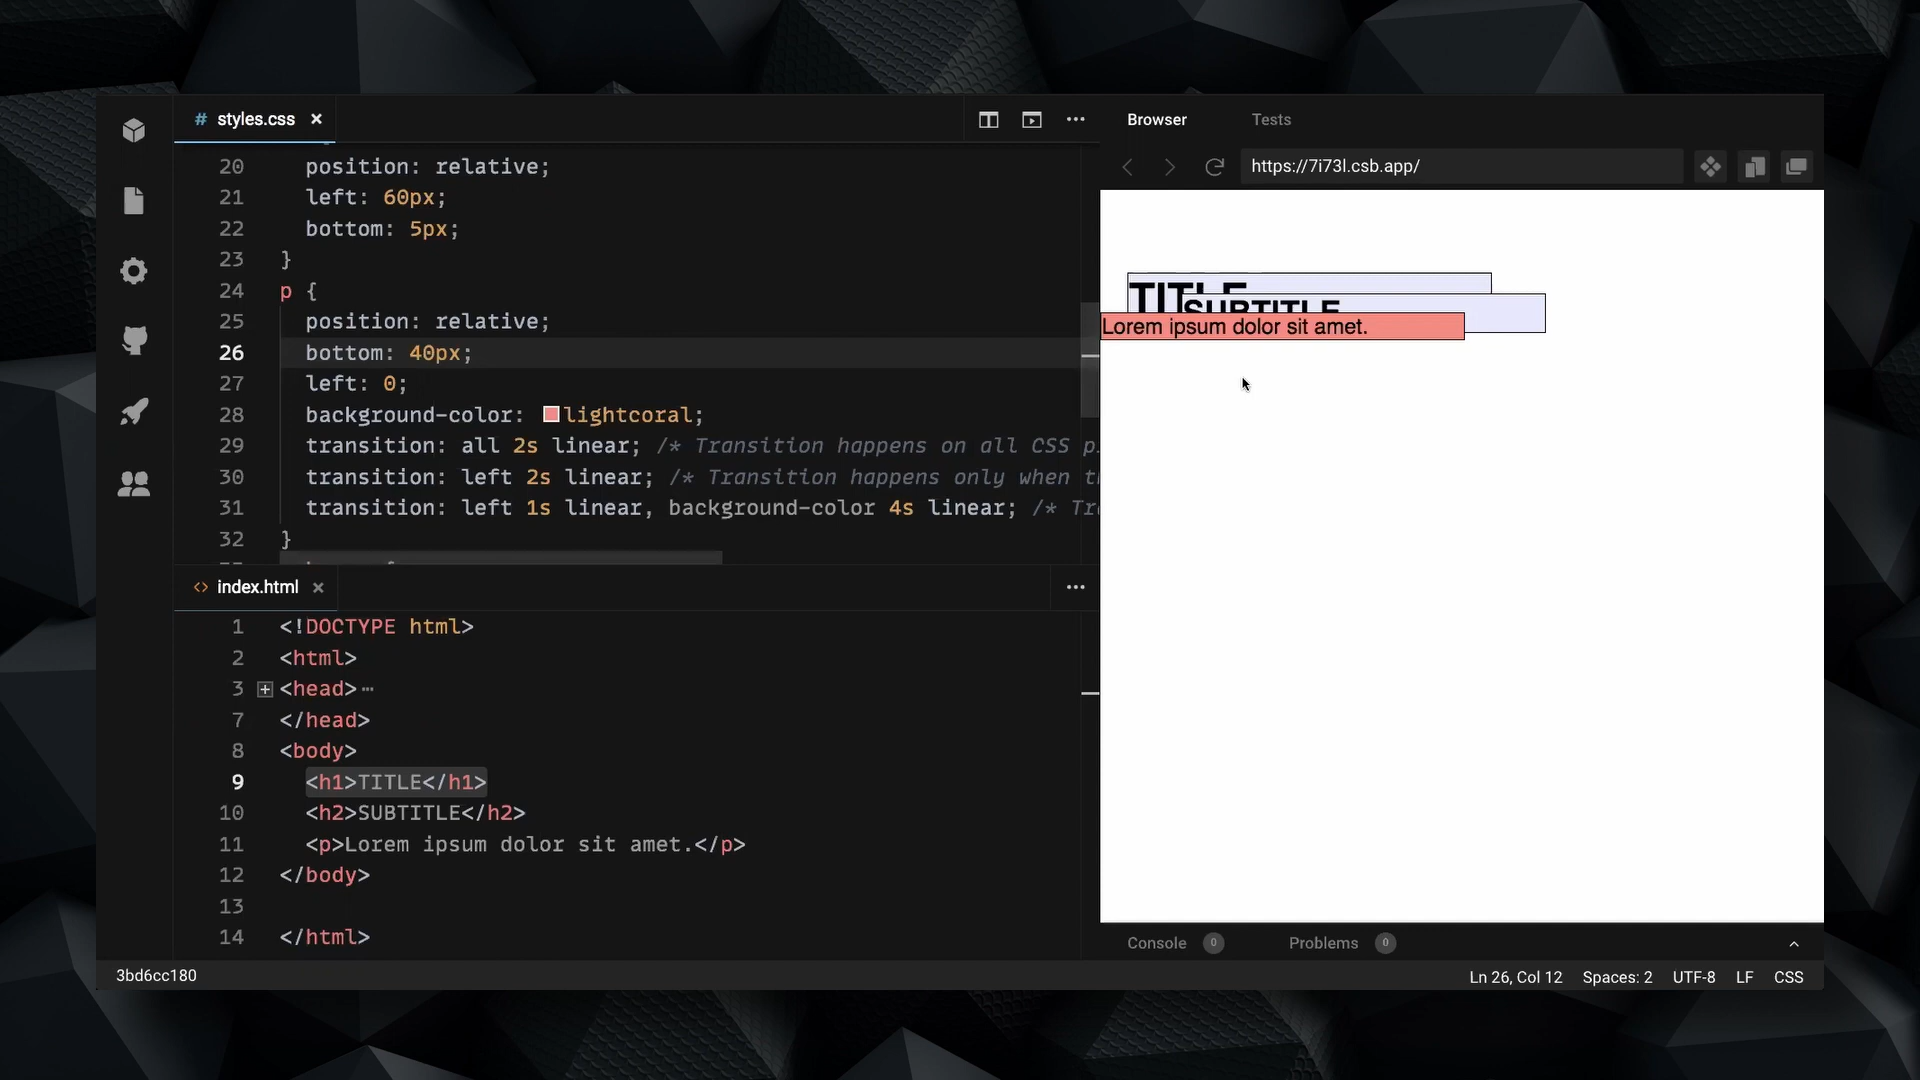 # styles.css ×
20 position: relative;
21 left: 60px;
22 bottom: 5px;
23 }
24 p {
25 position: relative;
26 bottom: 40px;
27 left: 0;
28 background-color: lightcoral;
29 transition: all 2s linear; /* Transition happens on all CSS p
30 transition: left 2s linear; /* Transition happens only when t
31 transition: left 1s linear, background-color 4s linear; /* Tr
32 }
<> index.html ×
1 <!DOCTYPE html>
2 <html>
3 <head> ⋯
7 </head>
8 <body>
9 <h1>TITLE</h1>
10 <h2>SUBTITLE</h2>
11 <p>Lorem ipsum dolor sit amet.</p>
12 </body>
13
14 </html>
Browser Tests
https://7i73l.csb.app/
TITLE
SUBTITLE
Lorem ipsum dolor sit amet.
Console 0 Problems 0
3bd6cc180
Ln 26, Col 12 Spaces: 2 UTF-8 LF CSS